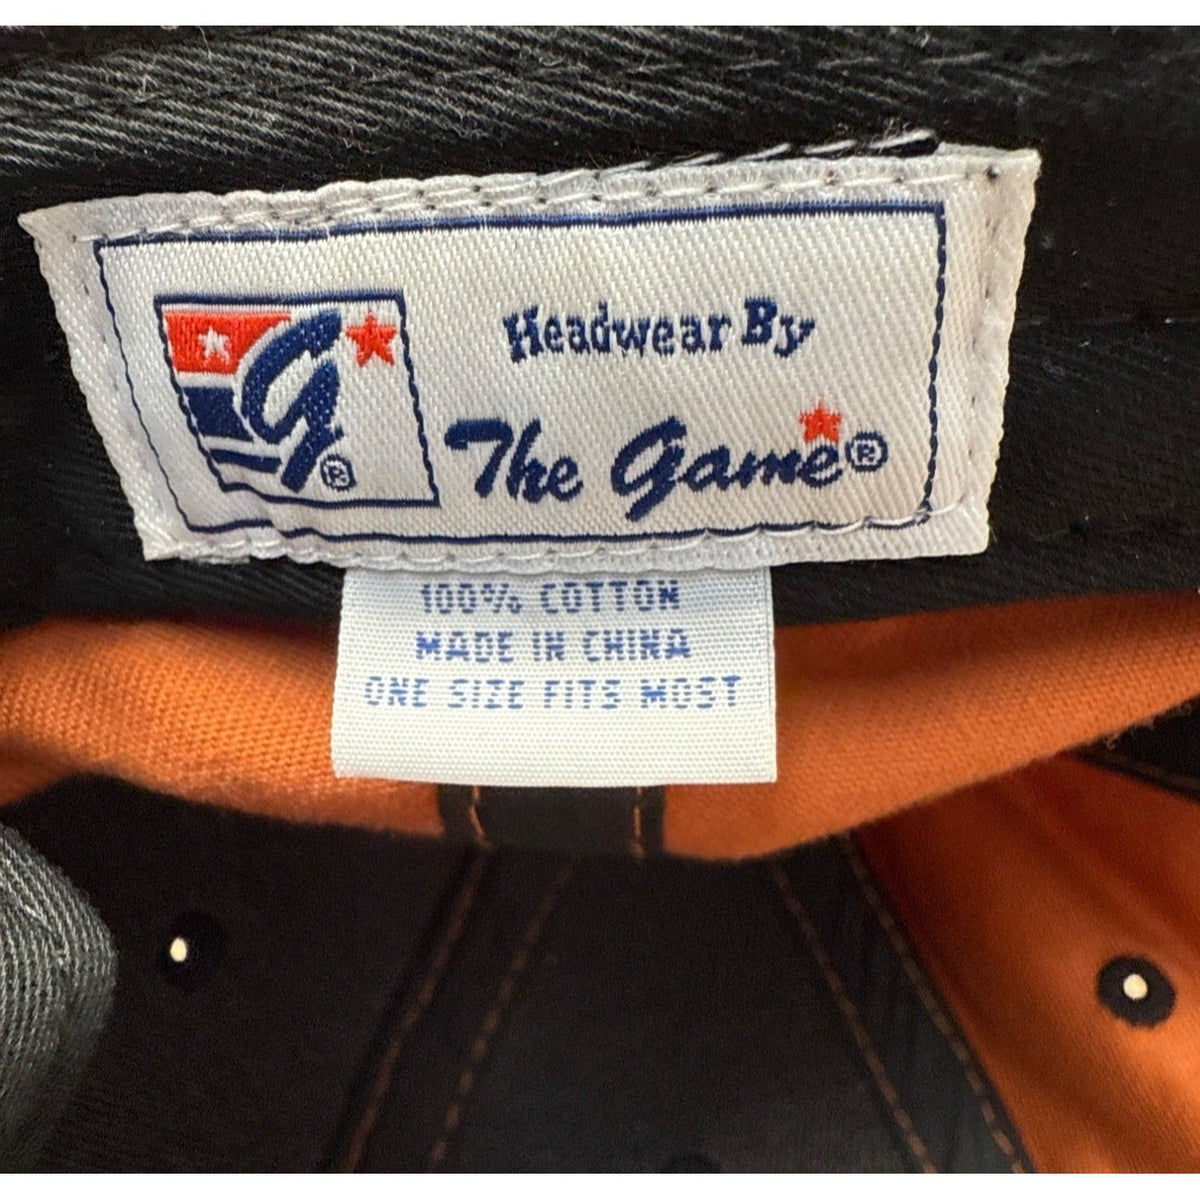 Headwear By
G®
The Game®
100% COTTON
MADE IN CHINA
ONE SIZE FITS MOST